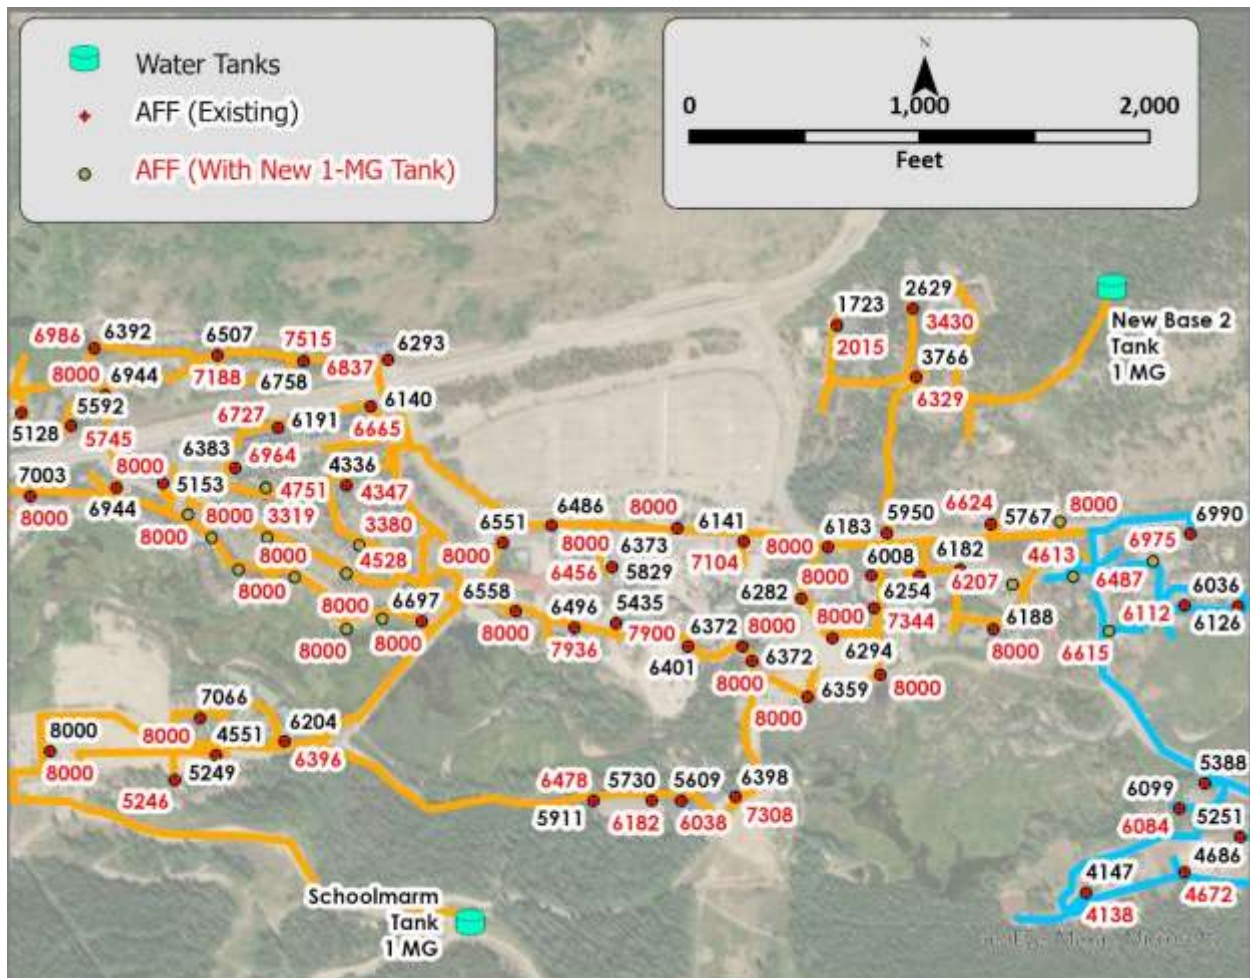 Water Tanks
AFF (Existing)
AFF (With New 1-MG Tank)
N
0 1,000 2,000
Feet
1723 2629
New Base 2
Tank
1 MG
3430
2015
3766
6329
6986 6392 6507 7515 6293
6837
8000 6944 7188 6758
5592 6727 6191 6140
5128 5745 6665
6383 6964
8000 4336
7003 5153 4751 4347
8000 6944 8000 3319
8000 3380
6551 6486 8000 6141 6183 5950 6624 5767 8000 6990
8000 4528 8000 8000 6373 7104 8000 6008 6182 4613 6975
6456 5829 8000 6207 6487
8000 8000 6282 6254 6036
8000 6697 6558 6496 5435 6372 8000 8000 7344 6188 6112 6126
8000 8000 8000 7936 7900 6294 8000 6615
6401 6372
8000 6359 8000
8000
7066
8000 8000 4551 6204
8000 5249 6396
5246
6478 5730 5609 6398
5911 6182 6038 7308
5388
6099
6084 5251
4686
4147
4138 4672
Schoolmarm
Tank
1 MG